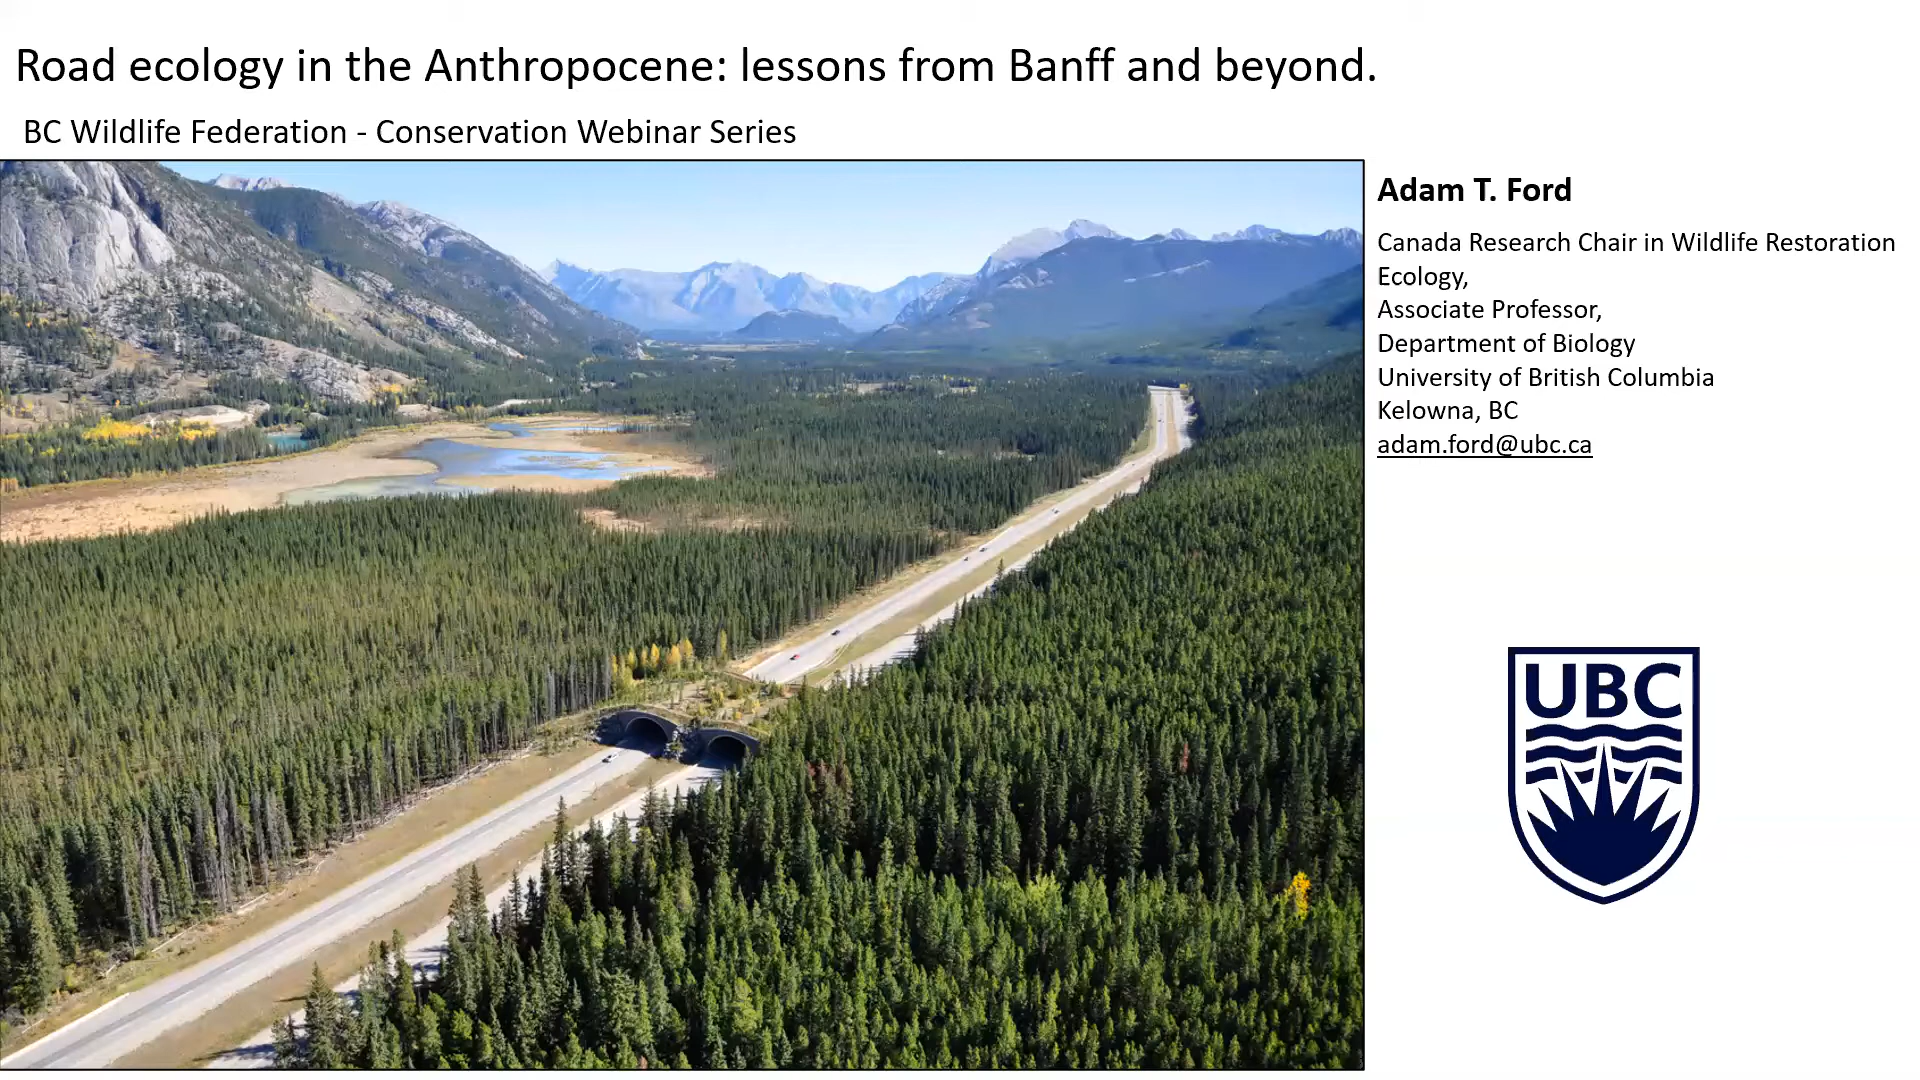 Road ecology in the Anthropocene: lessons from Banff and beyond.
BC Wildlife Federation - Conservation Webinar Series
Adam T. Ford
Canada Research Chair in Wildlife Restoration
Ecology,
Associate Professor,
Department of Biology
University of British Columbia
Kelowna, BC
adam.ford@ubc.ca
UBC